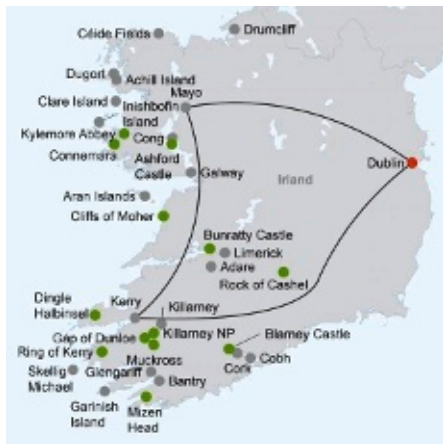 Céide Fields
Drumcliff
Dugort
Achill Island
Mayo
Clare Island
Inishbofin
Island
Kylemore Abbey
Cong
Connemara
Ashford
Castle
Galway
Dublin
Irland
Aran Islands
Cliffs of Moher
Bunratty Castle
Limerick
Adare
Rock of Cashel
Dingle
Halbinsel
Kerry
Killarney
Gap of Dunloe
Killarney NP
Blarney Castle
Ring of Kerry
Muckross
Cobh
Cork
Skellig
Michael
Glengariff
Bantry
Garinish
Island
Mizen
Head